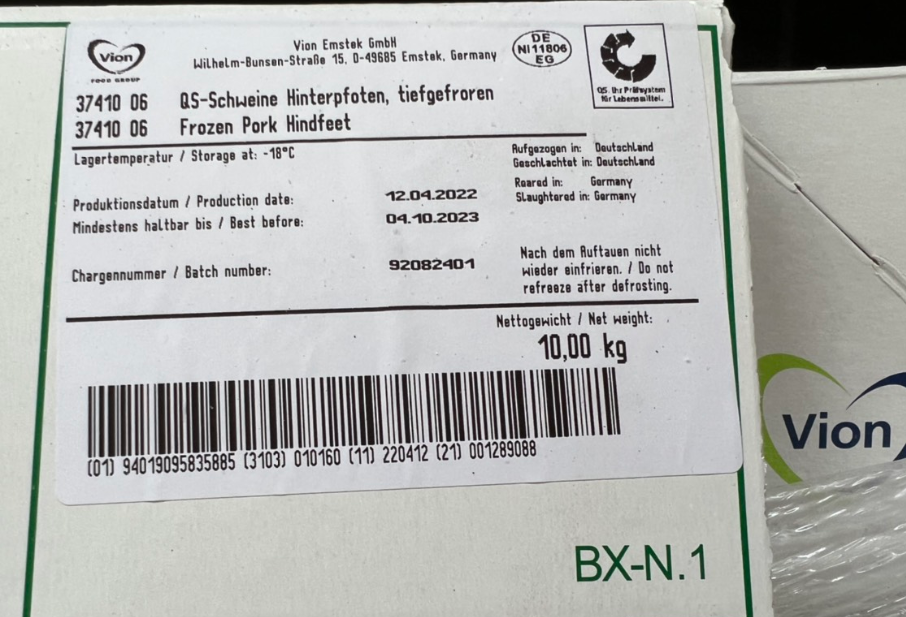 Vion
FOOD GROUP
Vion Emstek GmbH
Wilhelm-Bunsen-Straße 15, D-49685 Emstek, Germany
DE
NI 11806
EG
QS. Ihr Prüfsystem
für Lebensmittel.
37410 06 QS-Schweine Hinterpfoten, tiefgefroren
37410 06 Frozen Pork Hindfeet
Lagertemperatur / Storage at: -18°C
Aufgezogen in: Deutschland
Geschlachtet in: Deutschland
Reared in: Germany
Slaughtered in: Germany
Produktionsdatum / Production date: 12.04.2022
Mindestens haltbar bis / Best before: 04.10.2023
Chargennummer / Batch number: 92082401
Nach dem Auftauen nicht
wieder einfrieren. / Do not
refreeze after defrosting.
Nettogewicht / Net weight:
10,00 kg
(01) 94019095835885 (3103) 010160 (11) 220412 (21) 001289088
BX-N.1
Vion